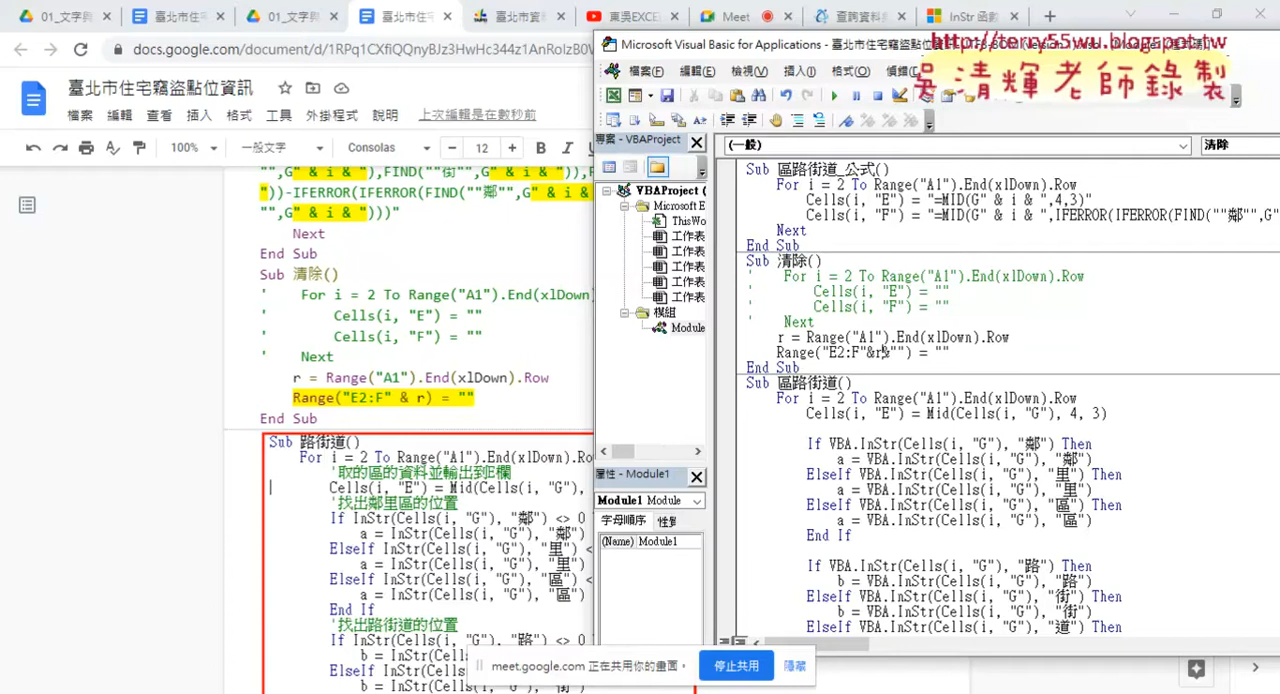 01_文字與
臺北市住
01_文字與
臺北市宅
臺北市資
東吳EXCE
Meet
查詢資料
InStr 函數
docs.google.com/document/d/1RPq1CXfiQQnyBJz3HwHc344z1AnRolzB0V
http://terry55wu.blogspot.tw
吳清輝老師錄製
臺北市住宅竊盜點位資訊
檔案 編輯 查看 插入 格式 工具 外掛程式 說明 上次編輯是在數秒前
100% 一般文字 Consolas 12 B I
"",G" & i & "),FIND(""街"",G" & i & ")),F
"))-IFERROR(IFERROR(FIND(""鄰"",G" & i & "
"",G" & i & ")))"
Next
End Sub
Sub 清除()
' For i = 2 To Range("A1").End(xlDown)
' Cells(i, "E") = ""
' Cells(i, "F") = ""
' Next
r = Range("A1").End(xlDown).Row
Range("E2:F" & r) = ""
End Sub
Sub 路街道()
For i = 2 To Range("A1").End(xlDown).Ro
'取的區的資料並輸出到E欄
Cells(i, "E") = Mid(Cells(i, "G"),
'找出鄰里區的位置
If InStr(Cells(i, "G"), "鄰") <> 0
a = InStr(Cells(i, "G"), "鄰")
ElseIf InStr(Cells(i, "G"), "里") <
a = InStr(Cells(i, "G"), "里")
ElseIf InStr(Cells(i, "G"), "區") <
a = InStr(Cells(i, "G"), "區")
End If
'找出路街道的位置
If InStr(Cells(i, "G"), "路") <> 0
b = InS
ElseIf InStr(Cells(i, "G"), "街")
b = InStr(Cells(i, "G"), "街")
Microsoft Visual Basic for Applications - 臺北市住宅竊盜點位資
檔案(F) 編輯(E) 檢視(V) 插入(I) 格式(O) 偵錯(
專案 - VBAProject
VBAProject (
Microsoft E
ThisWo
工作表
工作表
工作表
工作表
工作表
模組
Module
屬性 - Module1
Module1 Module
字母順序 性
(Name) Module1
(一般) 清除
Sub 區路街道_公式()
For i = 2 To Range("A1").End(xlDown).Row
Cells(i, "E") = "=MID(G" & i & ",4,3)"
Cells(i, "F") = "=MID(G" & i & ",IFERROR(IFERROR(FIND(""鄰"",G"
Next
End Sub
Sub 清除()
' For i = 2 To Range("A1").End(xlDown).Row
' Cells(i, "E") = ""
' Cells(i, "F") = ""
' Next
r = Range("A1").End(xlDown).Row
Range("E2:F"&r&"") = ""
End Sub
Sub 區路街道()
For i = 2 To Range("A1").End(xlDown).Row
Cells(i, "E") = Mid(Cells(i, "G"), 4, 3)
If VBA.InStr(Cells(i, "G"), "鄰") Then
a = VBA.InStr(Cells(i, "G"), "鄰")
ElseIf VBA.InStr(Cells(i, "G"), "里") Then
a = VBA.InStr(Cells(i, "G"), "里")
ElseIf VBA.InStr(Cells(i, "G"), "區") Then
a = VBA.InStr(Cells(i, "G"), "區")
End If
If VBA.InStr(Cells(i, "G"), "路") Then
b = VBA.InStr(Cells(i, "G"), "路")
ElseIf VBA.InStr(Cells(i, "G"), "街") Then
b = VBA.InStr(Cells(i, "G"), "街")
ElseIf VBA.InStr(Cells(i, "G"), "道") Then
meet.google.com 正在共用你的畫面。 停止共用 隱藏